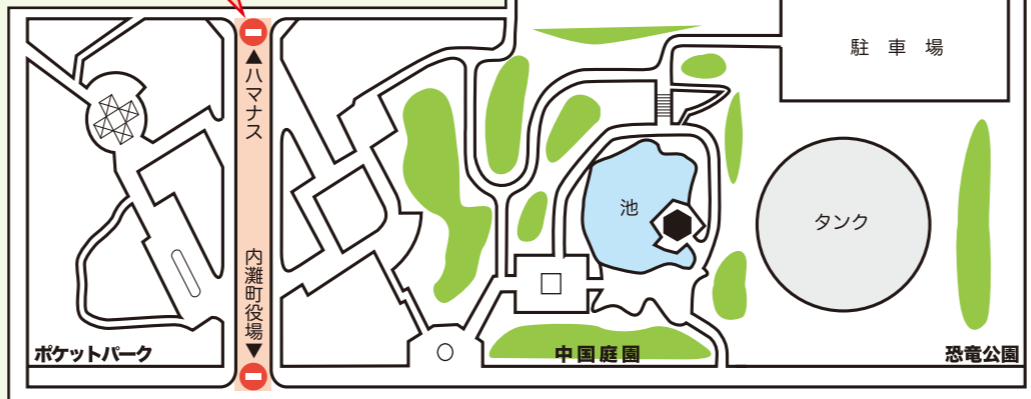 ▲ハマナス
内灘町役場▼
駐車場
池
タンク
ポケットパーク
中国庭園
恐竜公園